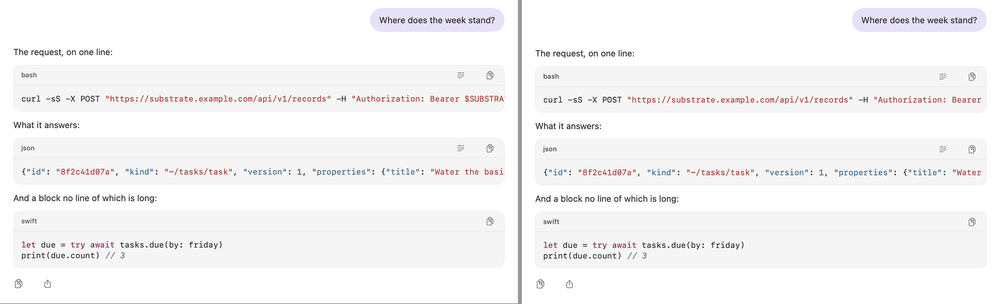 Where does the week stand?
The request, on one line:
bash
curl -sS -X POST "https://substrate.example.com/api/v1/records" -H "Authorization: Bearer $SUBSTRA
What it answers:
json
{"id": "8f2c41d07a", "kind": "~/tasks/task", "version": 1, "properties": {"title": "Water the basi
And a block no line of which is long:
swift
let due = try await tasks.due(by: friday)
print(due.count) // 3
Where does the week stand?
The request, on one line:
bash
curl -sS -X POST "https://substrate.example.com/api/v1/records" -H "Authorization: Bearer
What it answers:
json
{"id": "8f2c41d07a", "kind": "~/tasks/task", "version": 1, "properties": {"title": "Water
And a block no line of which is long:
swift
let due = try await tasks.due(by: friday)
print(due.count) // 3